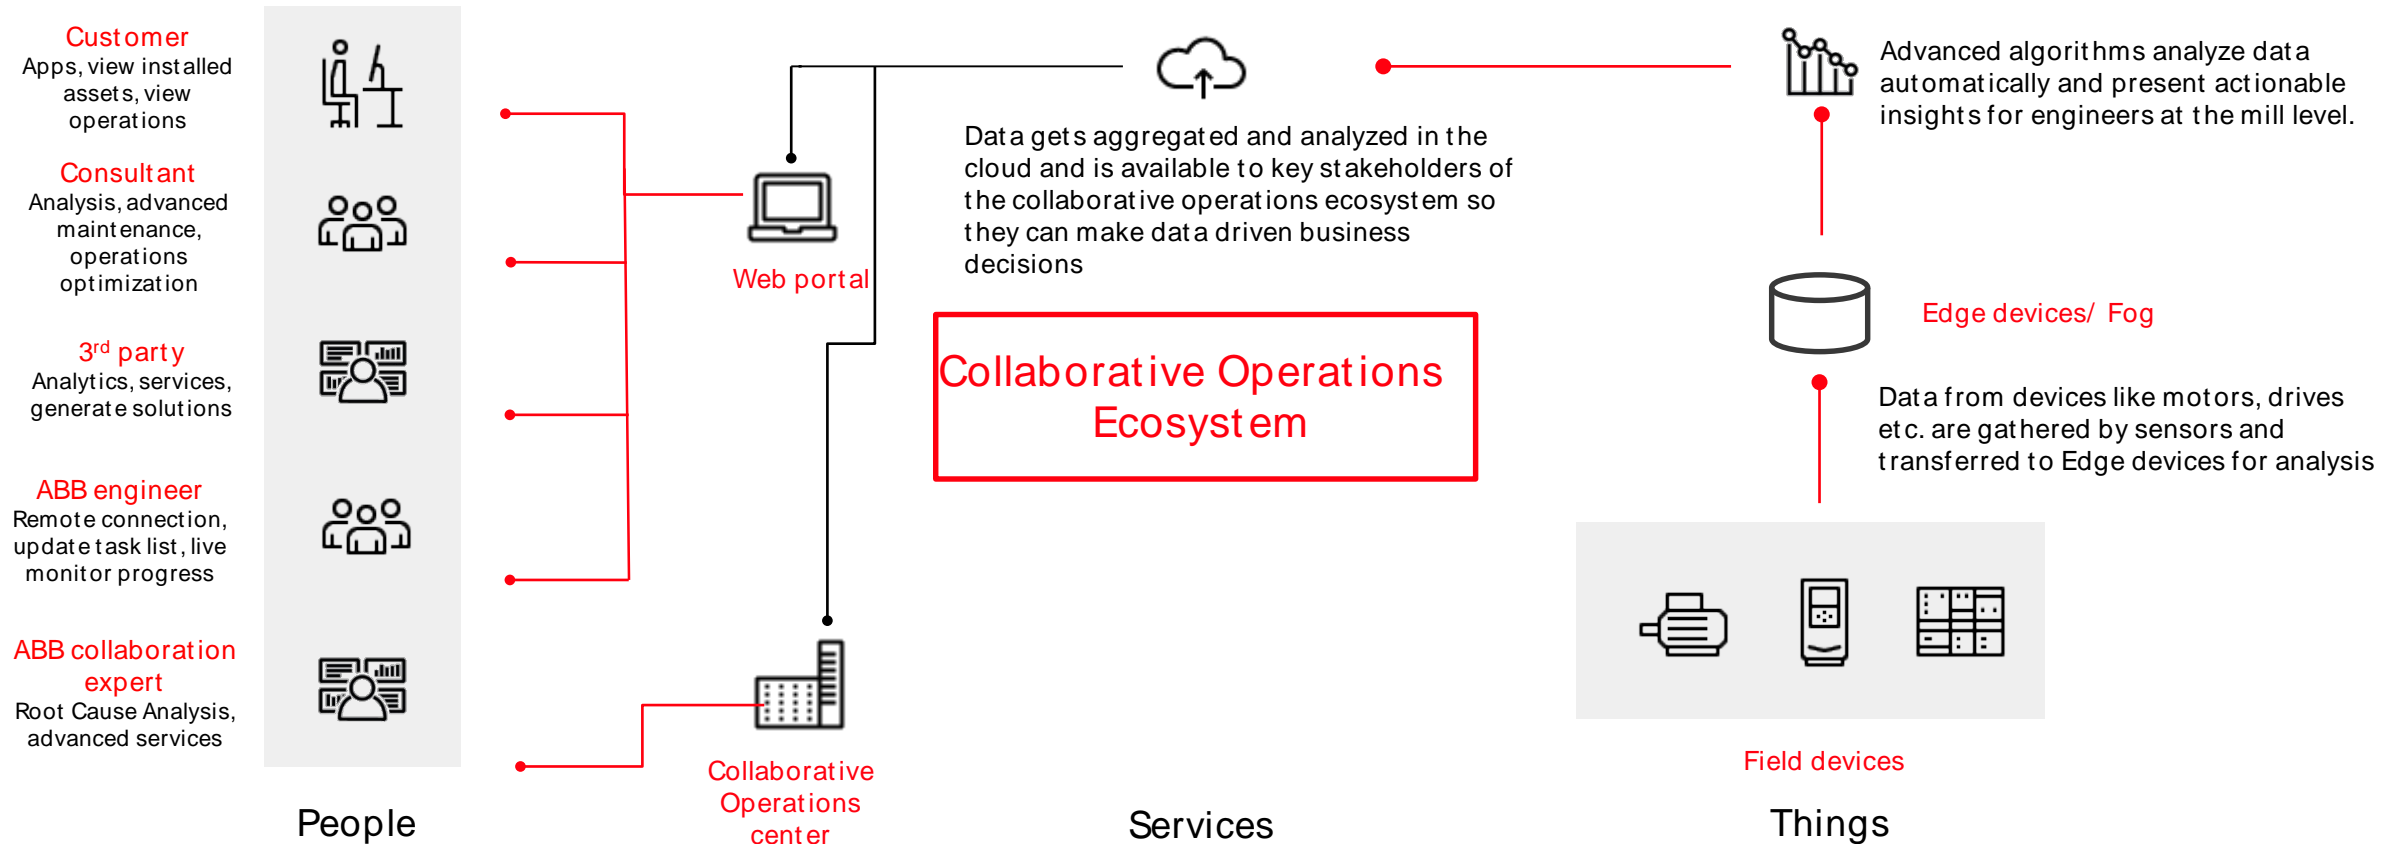 Customer
Apps, view installed
assets, view
operations
Consultant
Analysis, advanced
maintenance,
operations
optimization
3rd party
Analytics, services,
generate solutions
ABB engineer
Remote connection,
update task list, live
monitor progress
ABB collaboration
expert
Root Cause Analysis,
advanced services
People
Web portal
Collaborative
Operations
center
Data gets aggregated and analyzed in the
cloud and is available to key stakeholders of
the collaborative operations ecosystem so
they can make data driven business
decisions
Collaborative Operations
Ecosystem
Services
Advanced algorithms analyze data
automatically and present actionable
insights for engineers at the mill level.
Edge devices/ Fog
Data from devices like motors, drives
etc. are gathered by sensors and
transferred to Edge devices for analysis
Field devices
Things